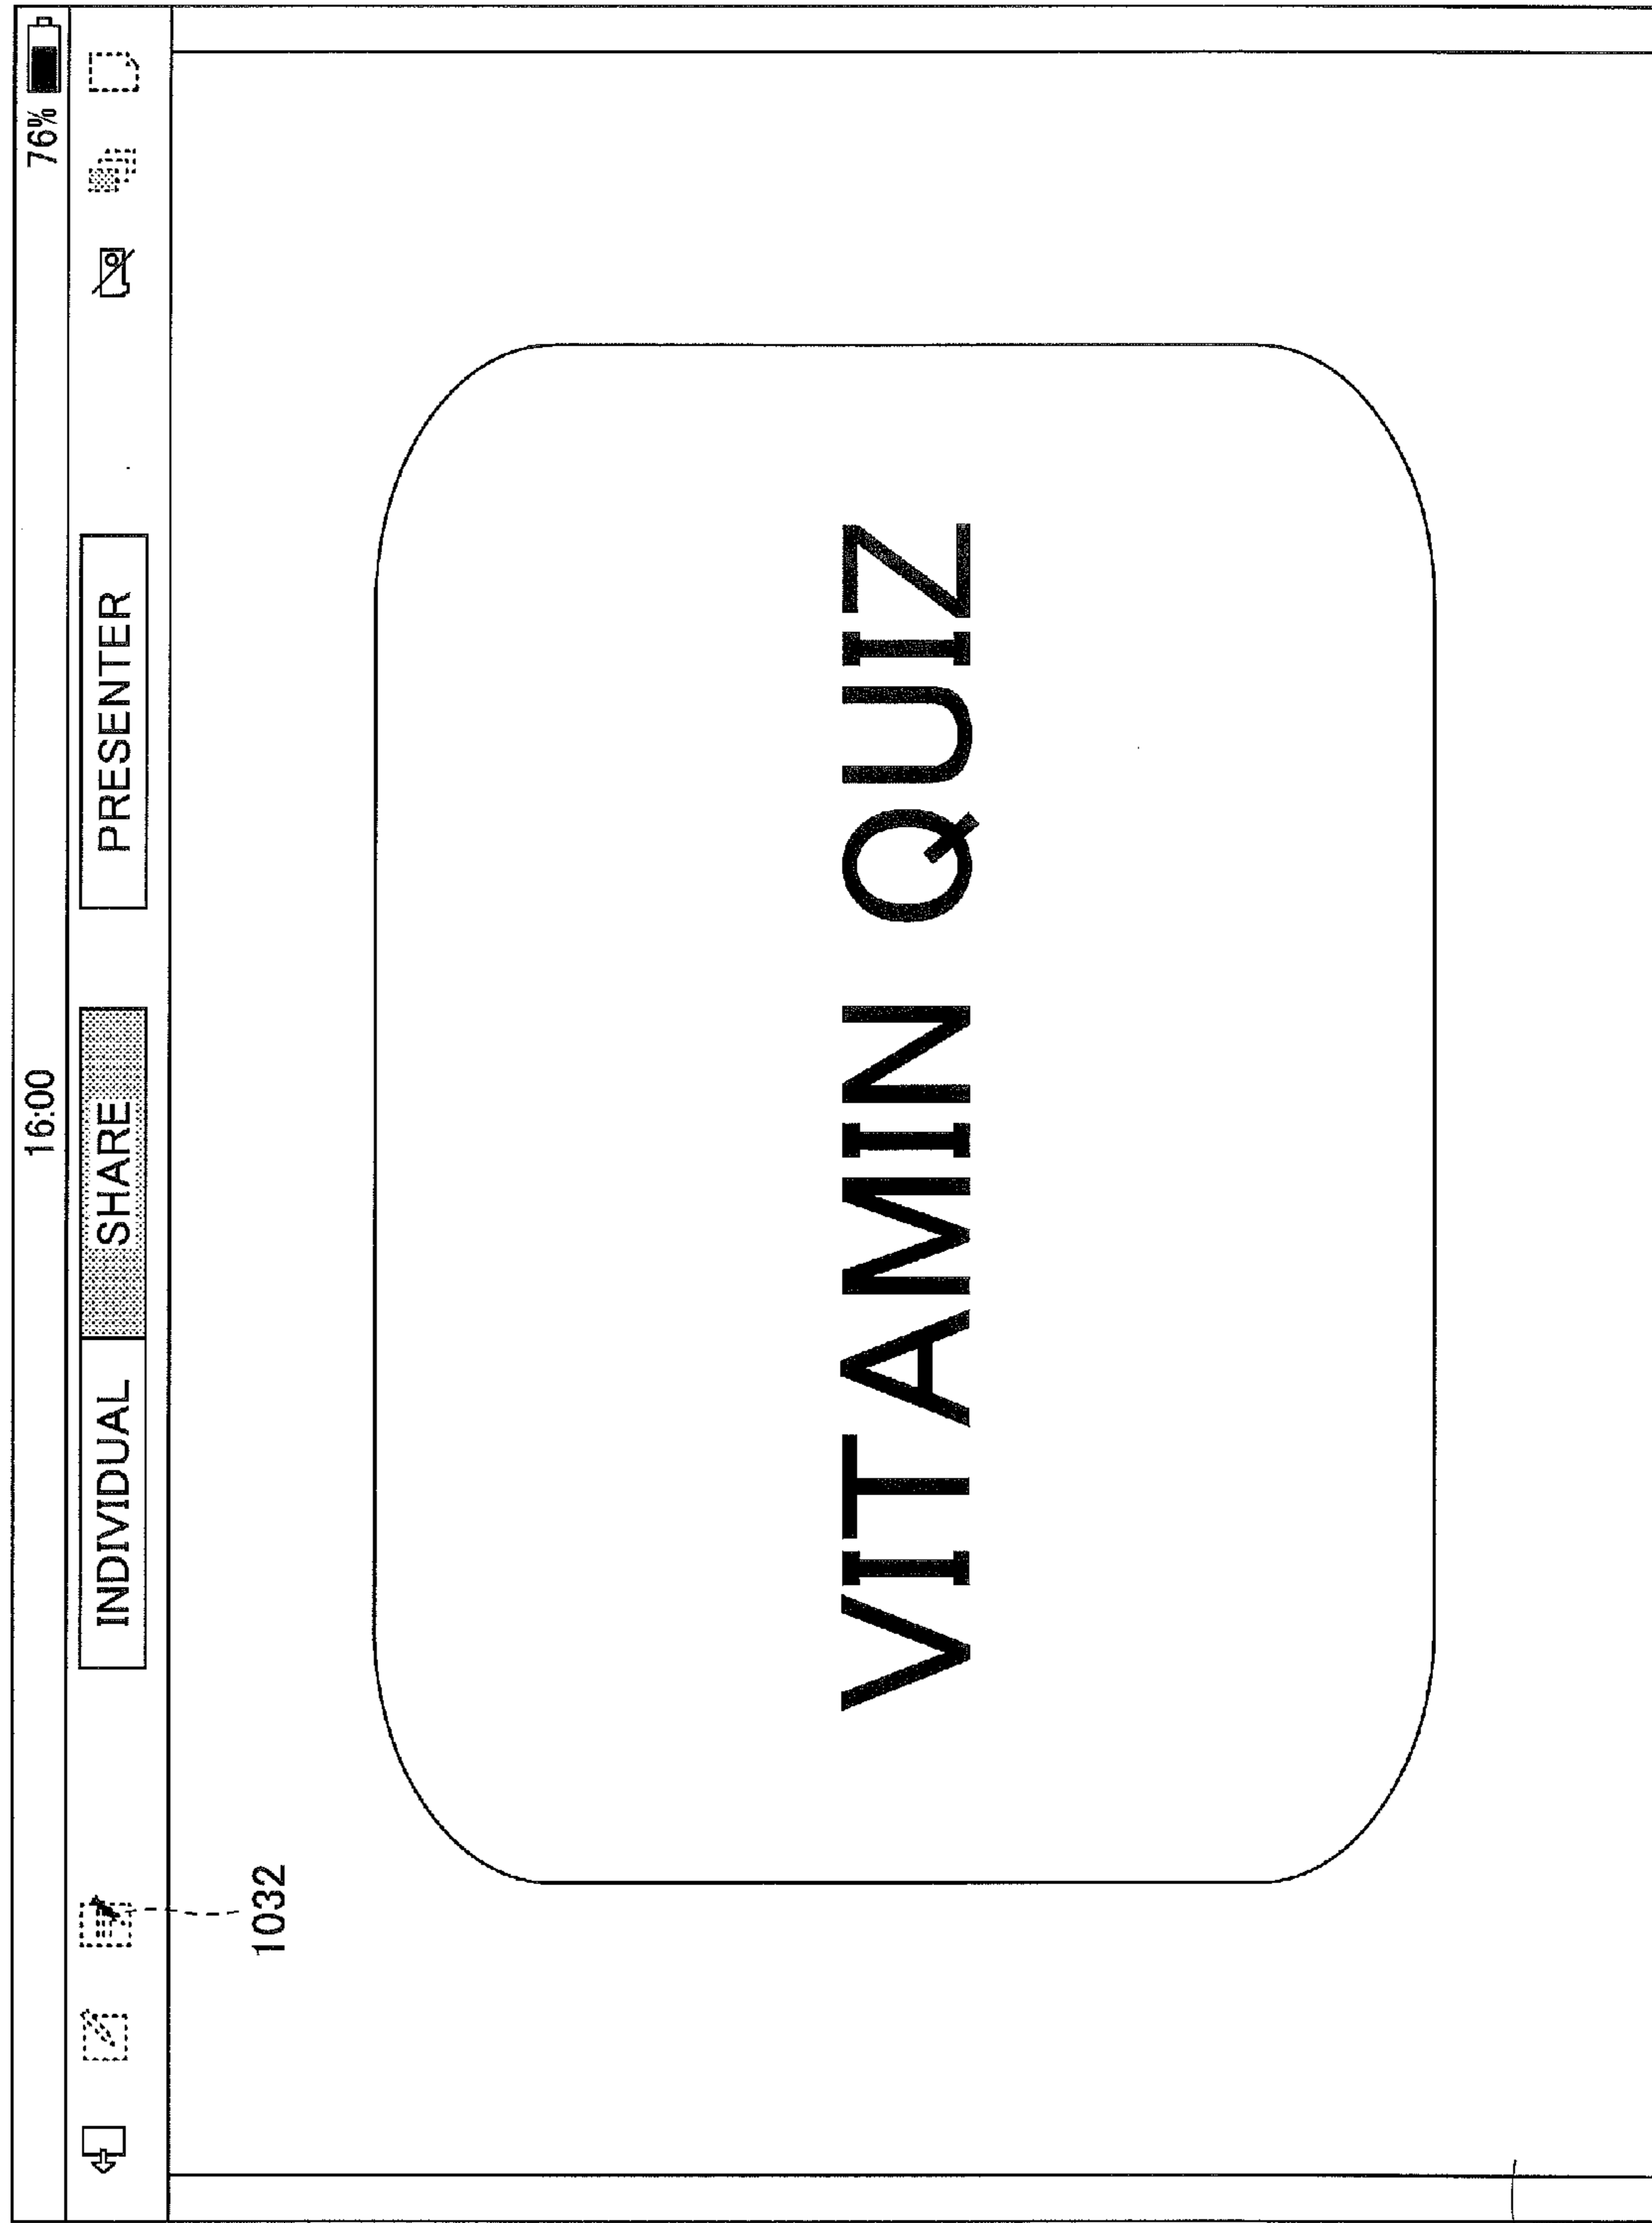 16:00
76%
INDIVIDUAL
SHARE
PRESENTER
1032
VITAMIN QUIZ